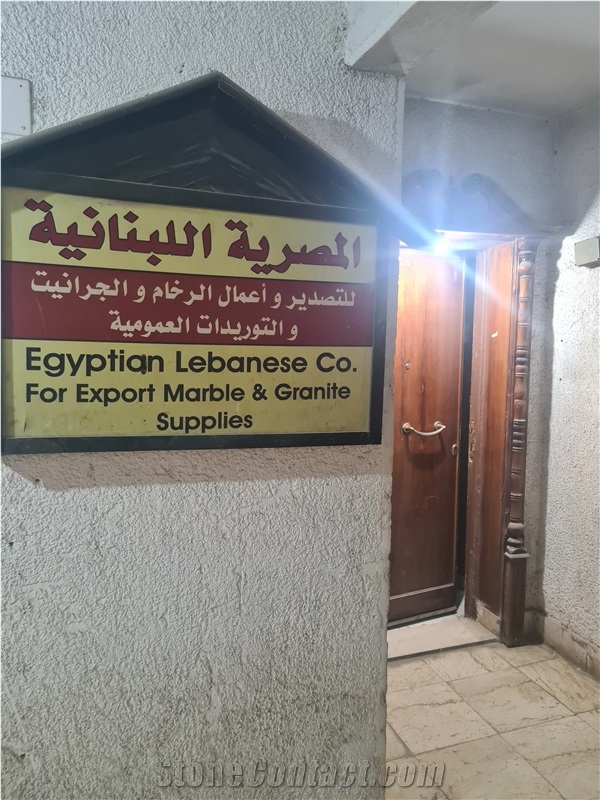 المصرية اللبنانية
للتصدير و أعمال الرخام و الجرانيت
و التوريدات العمومية
Egyptian Lebanese Co.
For Export Marble & Granite
Supplies
StoneContact.com